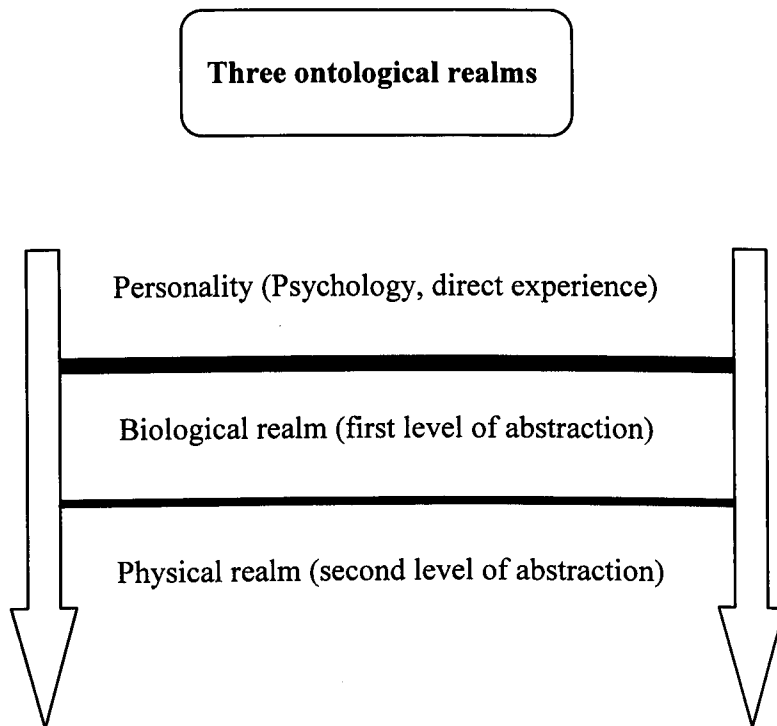 Three ontological realms
Personality (Psychology, direct experience)
Biological realm (first level of abstraction)
Physical realm (second level of abstraction)